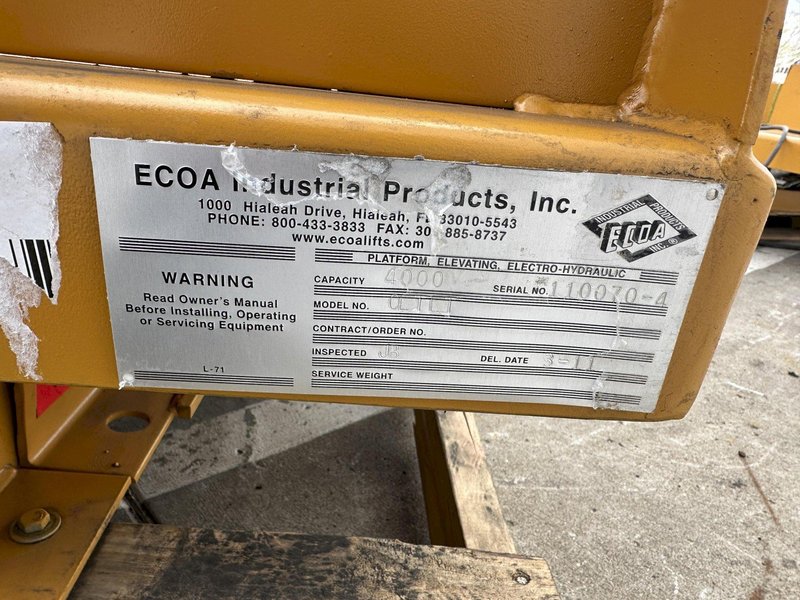 ECOA Industrial Products, Inc.
1000 Hialeah Drive, Hialeah, FL 33010-5543
PHONE: 800-433-3833 FAX: 885-8737
www.ecoalifts.com
INDUSTRIAL PRODUCTS
ECOA
INC.
®
WARNING
Read Owner's Manual
Before Installing, Operating
or Servicing Equipment
L-71
PLATFORM, ELEVATING, ELECTRO-HYDRAULIC
CAPACITY 4000 SERIAL NO. 110070-4
MODEL NO.
CONTRACT/ORDER NO.
INSPECTED DEL. DATE 3-11
SERVICE WEIGHT